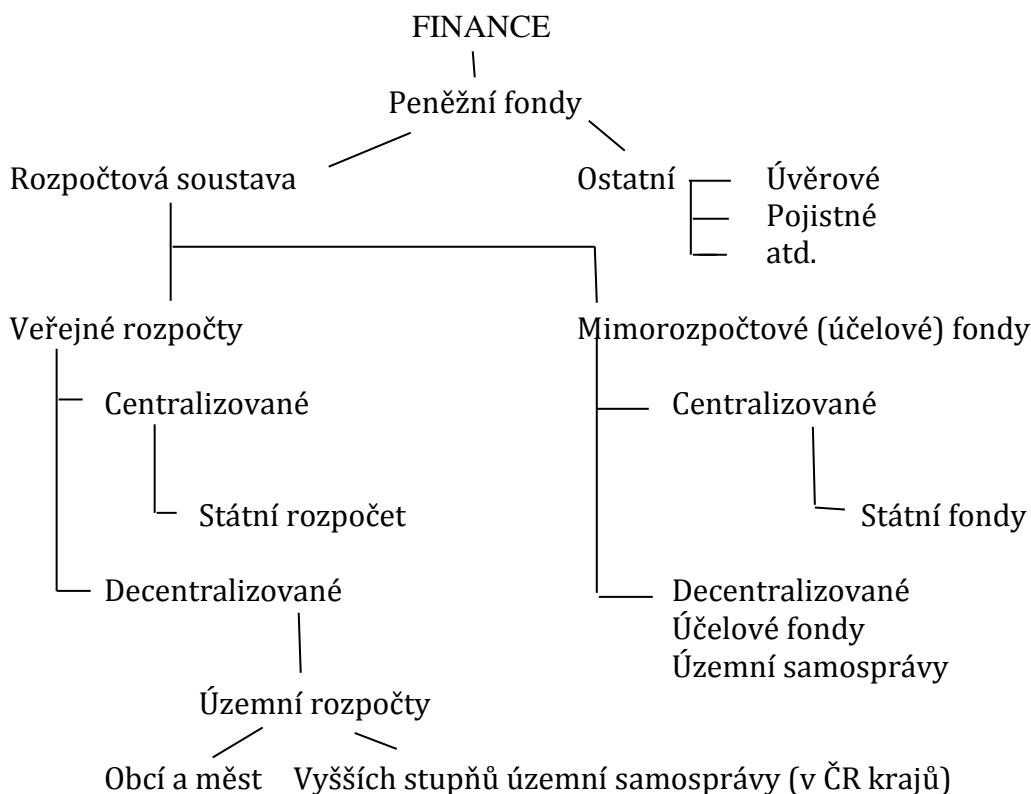 FINANCE
Peněžní fondy
Rozpočtová soustava
Ostatní
Úvěrové
Pojistné
atd.
Veřejné rozpočty
Mimorozpočtové (účelové) fondy
Centralizované
Centralizované
Státní rozpočet
Státní fondy
Decentralizované
Decentralizované
Účelové fondy
Územní samosprávy
Územní rozpočty
Obcí a měst
Vyšších stupňů územní samosprávy (v ČR krajů)